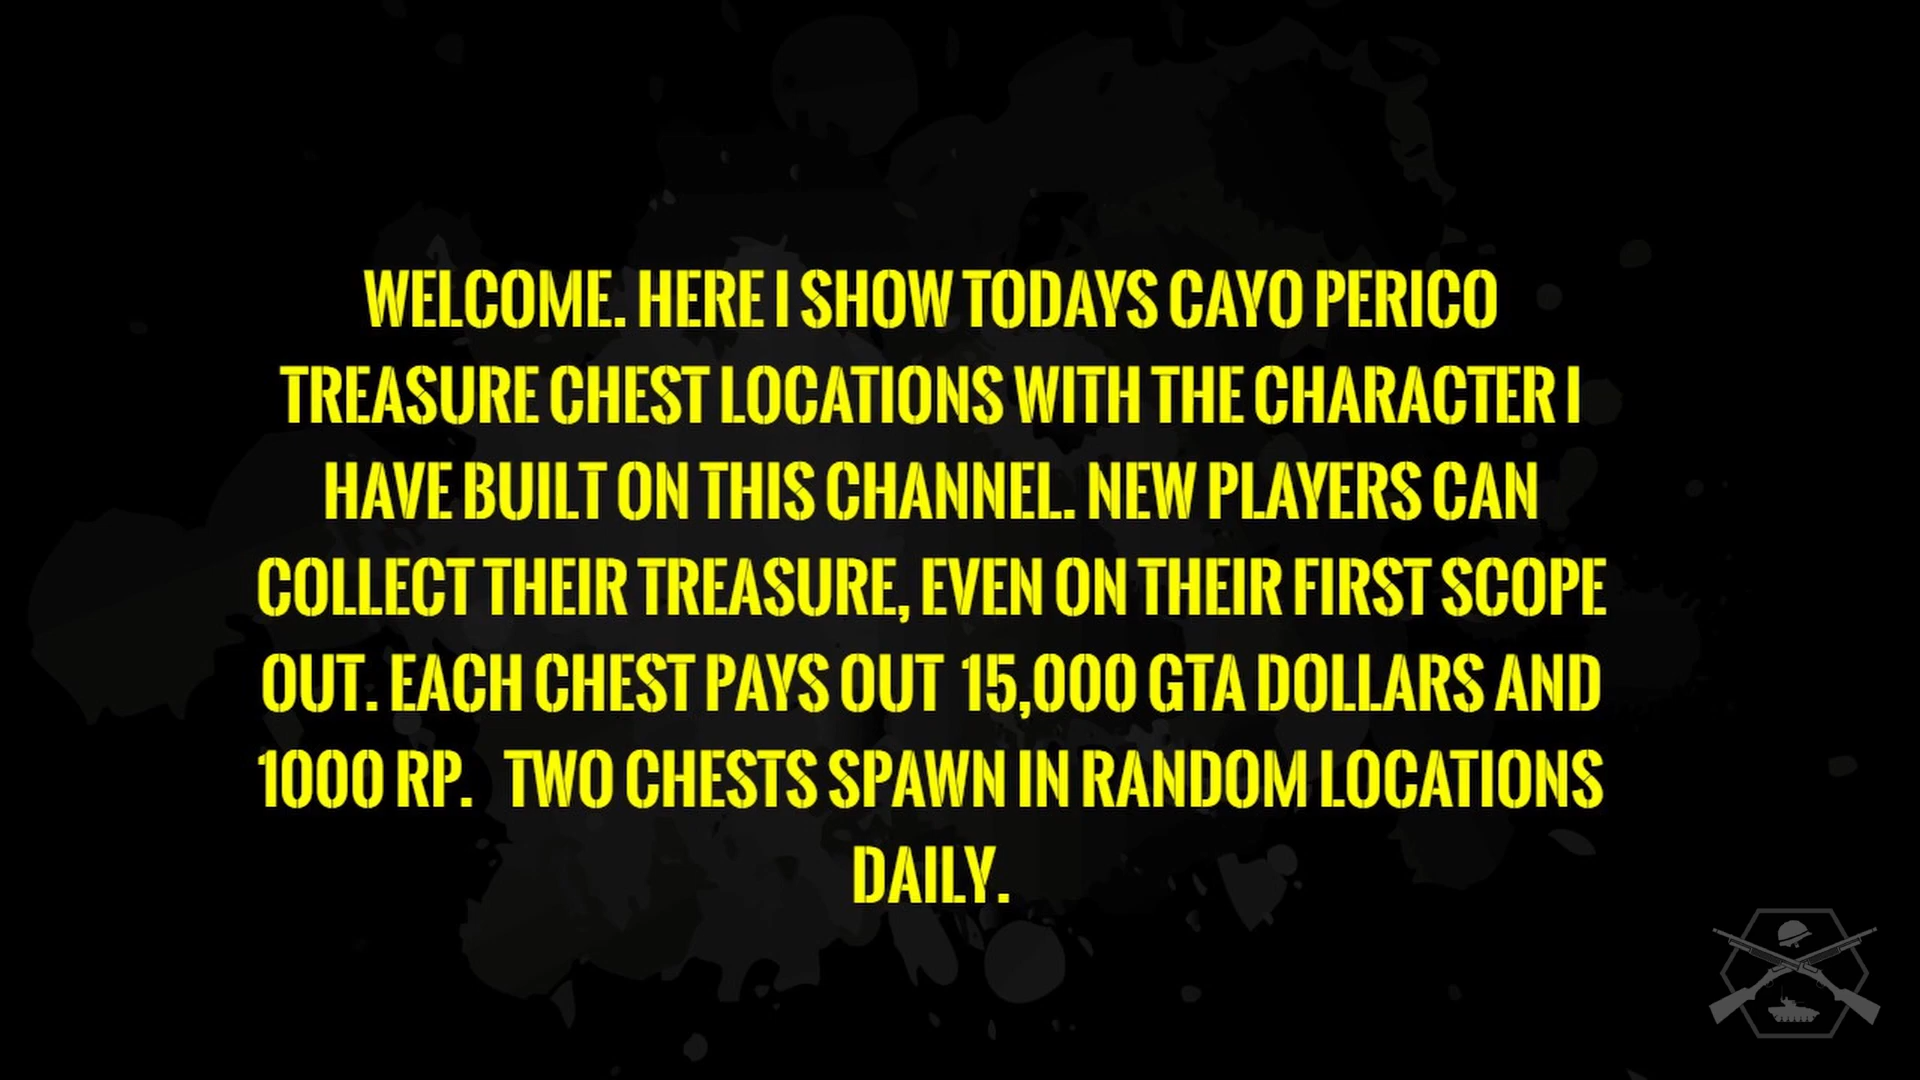 WELCOME. HERE I SHOW TODAYS CAYO PERICO
TREASURE CHEST LOCATIONS WITH THE CHARACTER I
HAVE BUILT ON THIS CHANNEL. NEW PLAYERS CAN
COLLECT THEIR TREASURE, EVEN ON THEIR FIRST SCOPE
OUT. EACH CHEST PAYS OUT 15,000 GTA DOLLARS AND
1000 RP. TWO CHESTS SPAWN IN RANDOM LOCATIONS
DAILY.